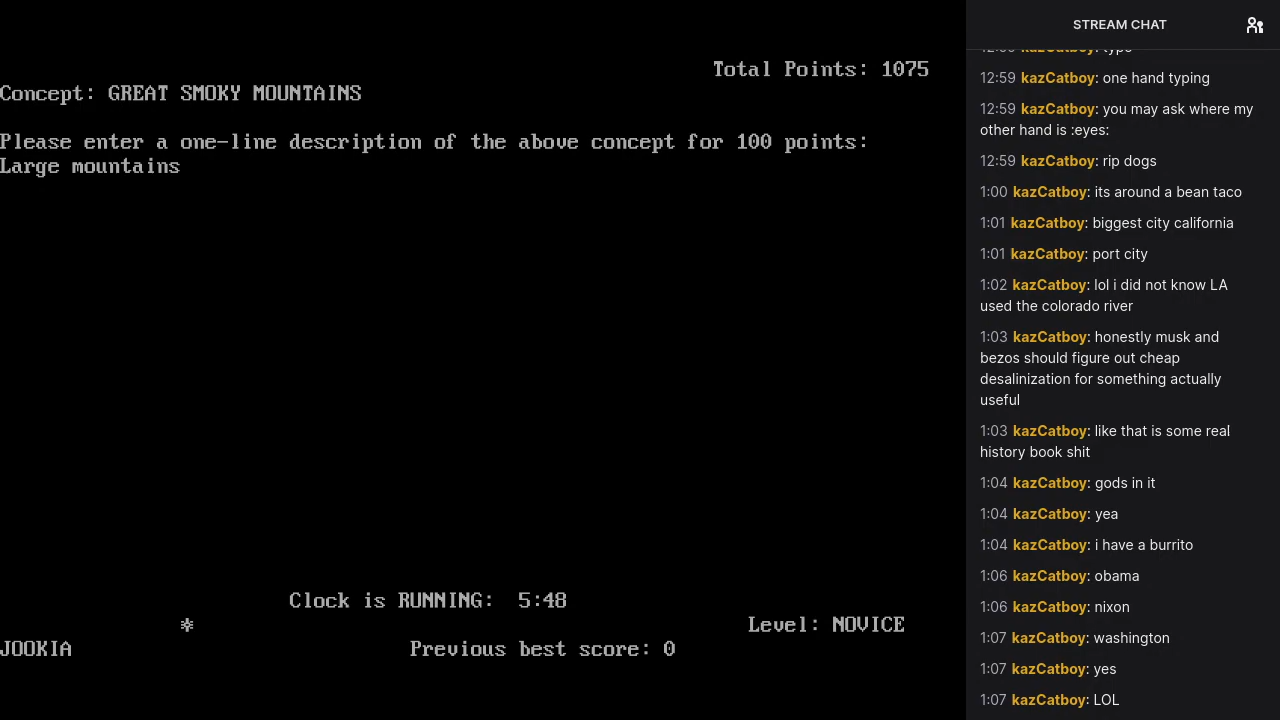 Total Points: 1075
Concept: GREAT SMOKY MOUNTAINS
Please enter a one-line description of the above concept for 100 points:
Large mountains
Clock is RUNNING:  5:48
*
Level: NOVICE
JOOKIA
Previous best score: 0
STREAM CHAT
12:59 kazCatboy: one hand typing
12:59 kazCatboy: you may ask where my
other hand is :eyes:
12:59 kazCatboy: rip dogs
1:00 kazCatboy: its around a bean taco
1:01 kazCatboy: biggest city california
1:01 kazCatboy: port city
1:02 kazCatboy: lol i did not know LA
used the colorado river
1:03 kazCatboy: honestly musk and
bezos should figure out cheap
desalinization for something actually
useful
1:03 kazCatboy: like that is some real
history book shit
1:04 kazCatboy: gods in it
1:04 kazCatboy: yea
1:04 kazCatboy: i have a burrito
1:06 kazCatboy: obama
1:06 kazCatboy: nixon
1:07 kazCatboy: washington
1:07 kazCatboy: yes
1:07 kazCatboy: LOL